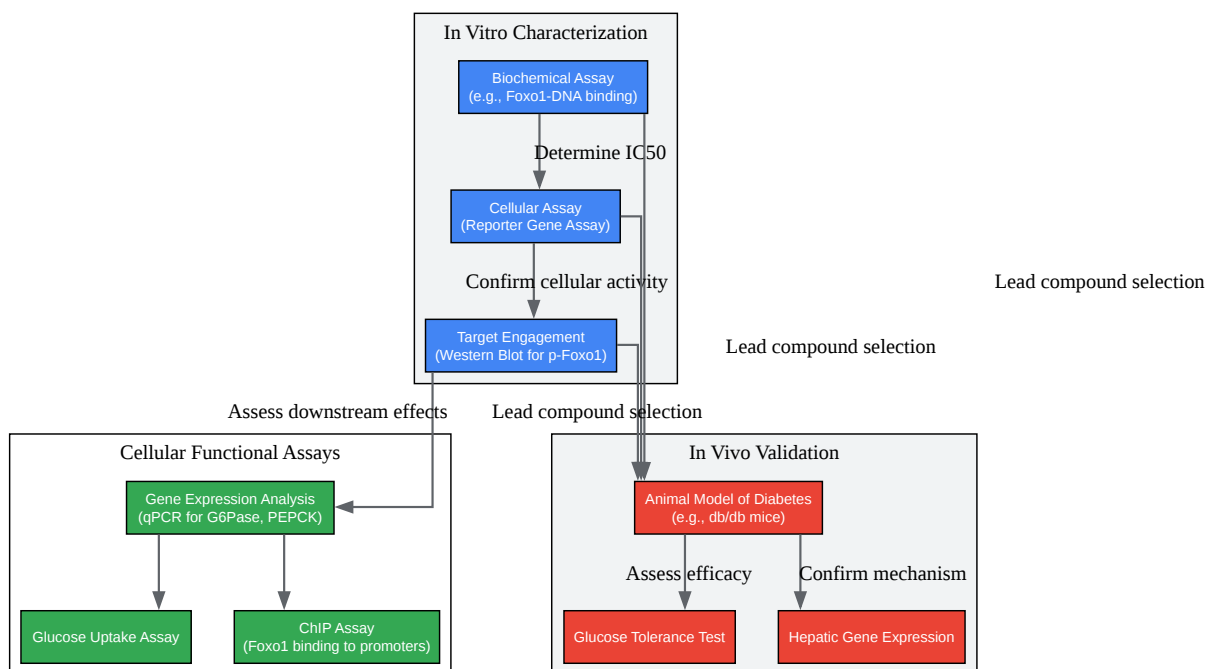 In Vitro Characterization
Biochemical Assay
(e.g., Foxo1-DNA binding)
Determine IC50
Cellular Assay
(Reporter Gene Assay)
Confirm cellular activity
Lead compound selection
Target Engagement
(Western Blot for p-Foxo1)
Lead compound selection
Assess downstream effects
Lead compound selection
Cellular Functional Assays
In Vivo Validation
Gene Expression Analysis
(qPCR for G6Pase, PEPCK)
Animal Model of Diabetes
(e.g., db/db mice)
Assess efficacy
Confirm mechanism
Glucose Uptake Assay
ChIP Assay
(Foxo1 binding to promoters)
Glucose Tolerance Test
Hepatic Gene Expression